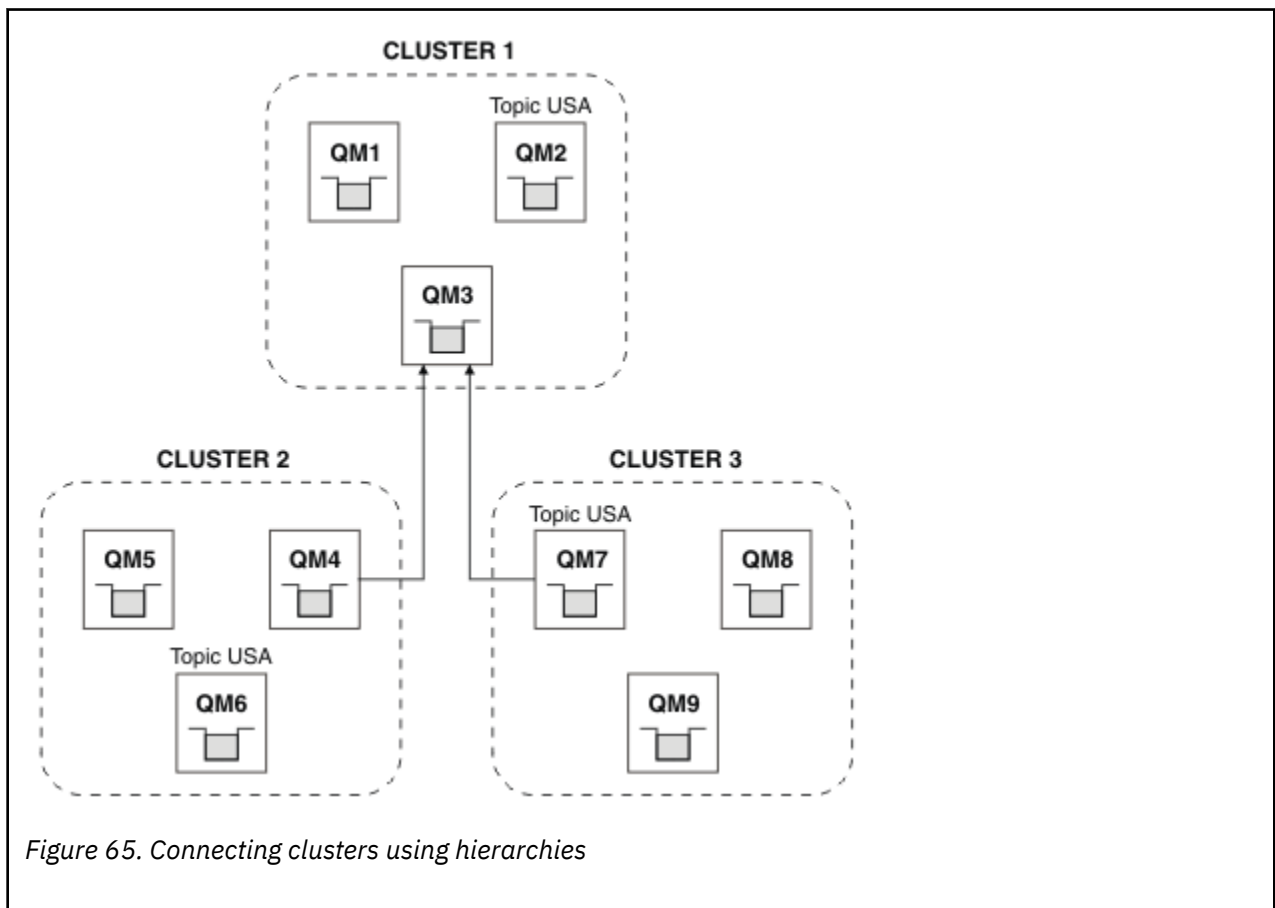 CLUSTER 1
Topic USA
QM1
QM2
QM3
CLUSTER 2
CLUSTER 3
Topic USA
QM5
QM4
QM7
QM8
Topic USA
QM6
QM9
Figure 65. Connecting clusters using hierarchies